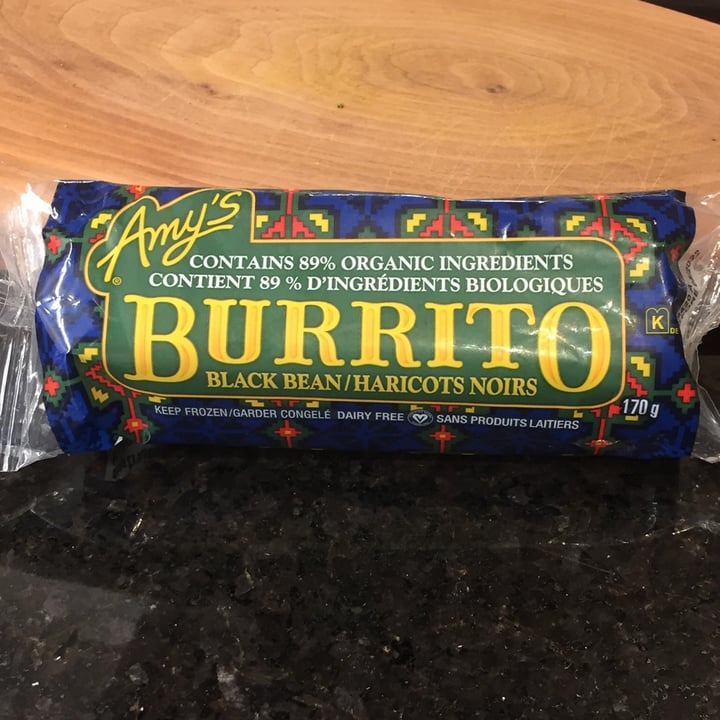 Amy's®
CONTAINS 89% ORGANIC INGREDIENTS
CONTIENT 89 % D'INGRÉDIENTS BIOLOGIQUES
BURRITO
K DE
BLACK BEAN/HARICOTS NOIRS
170 g
KEEP FROZEN/GARDER CONGELÉ DAIRY FREE V SANS PRODUITS LAITIERS